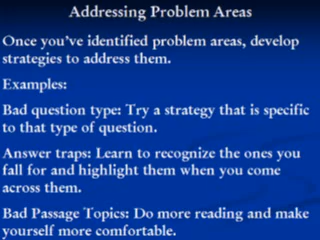 Addressing Problem Areas
Once you've identified problem areas, develop
strategies to address them.
Examples:
Bad question type: Try a strategy that is specific
to that type of question.
Answer traps: Learn to recognize the ones you
fall for and highlight them when you come
across them.
Bad Passage Topics: Do more reading and make
yourself more comfortable.